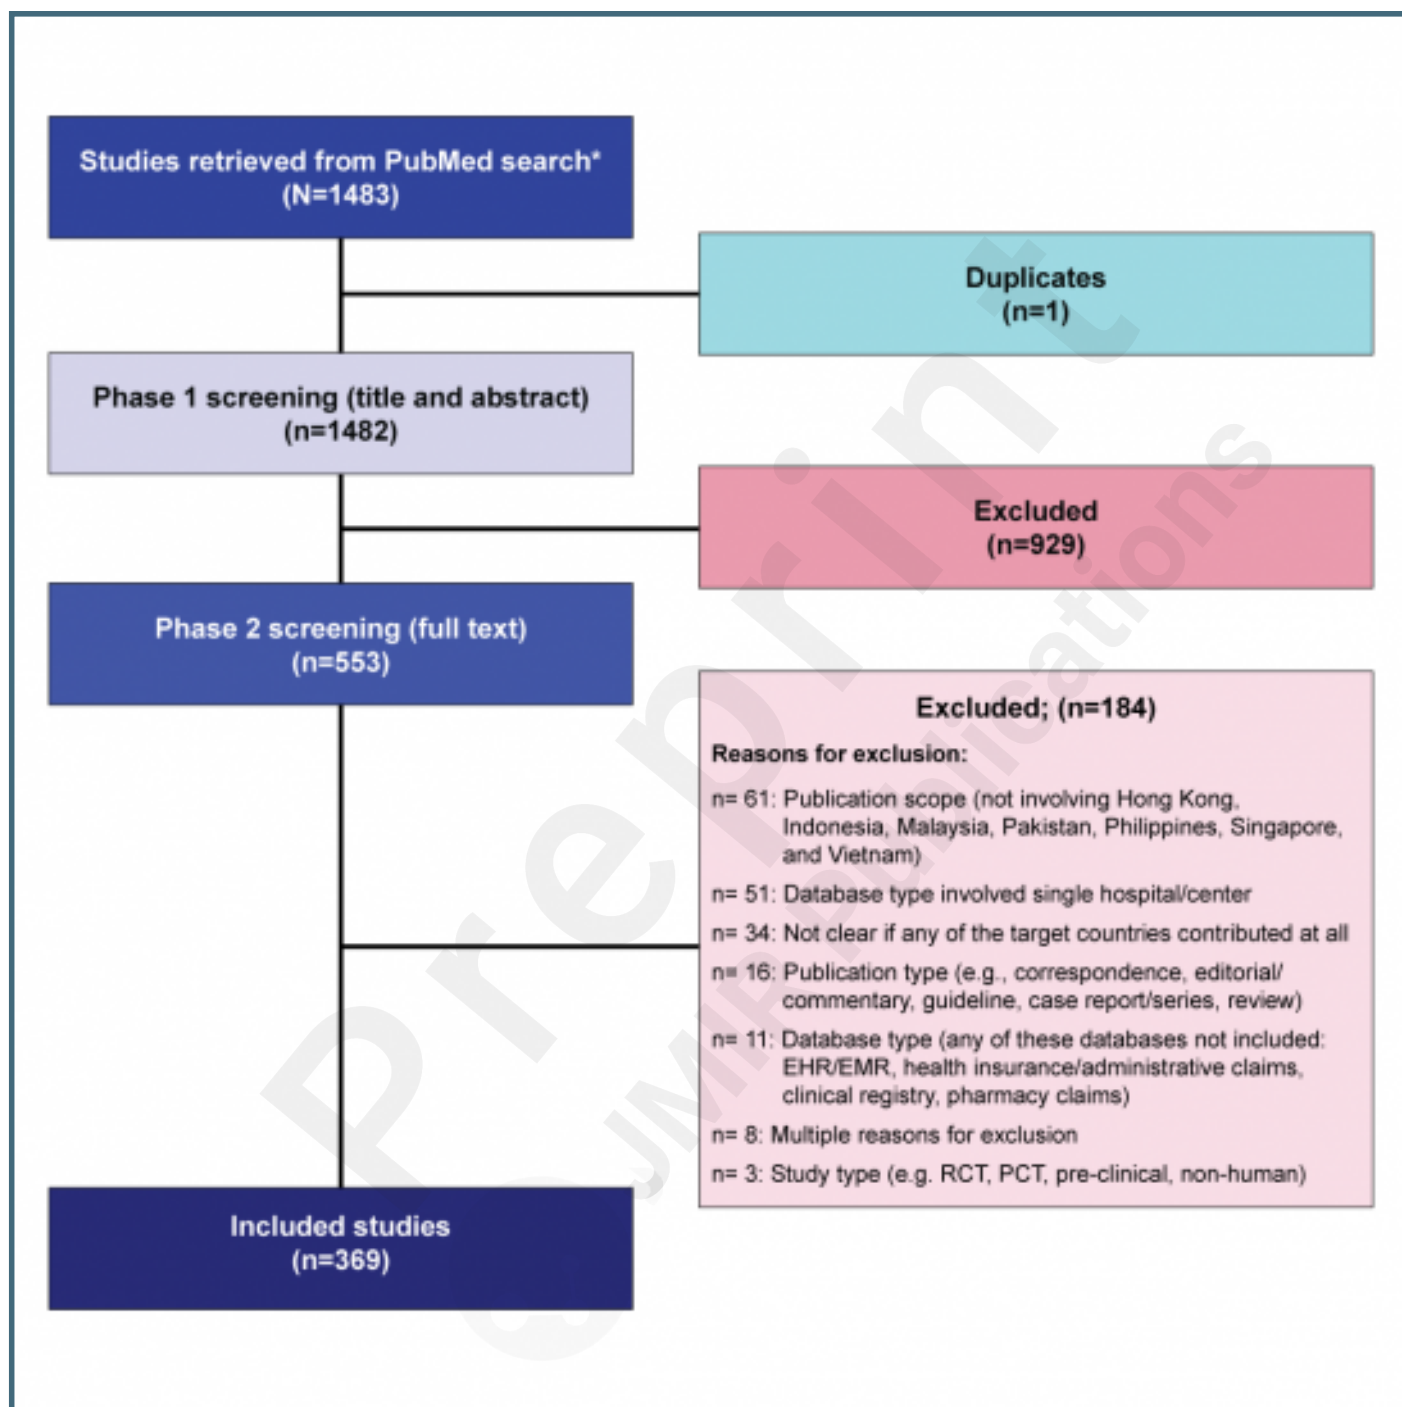 Studies retrieved from PubMed search*
(N=1483)
Duplicates
(n=1)
Phase 1 screening (title and abstract)
(n=1482)
Excluded
(n=929)
Phase 2 screening (full text)
(n=553)
Excluded; (n=184)
Reasons for exclusion:
n= 61: Publication scope (not involving Hong Kong,
Indonesia, Malaysia, Pakistan, Philippines, Singapore,
and Vietnam)
n= 51: Database type involved single hospital/center
n= 34: Not clear if any of the target countries contributed at all
n= 16: Publication type (e.g., correspondence, editorial/
commentary, guideline, case report/series, review)
n= 11: Database type (any of these databases not included:
EHR/EMR, health insurance/administrative claims,
clinical registry, pharmacy claims)
n= 8: Multiple reasons for exclusion
n= 3: Study type (e.g. RCT, PCT, pre-clinical, non-human)
Included studies
(n=369)
Preprint
JMIR Publications